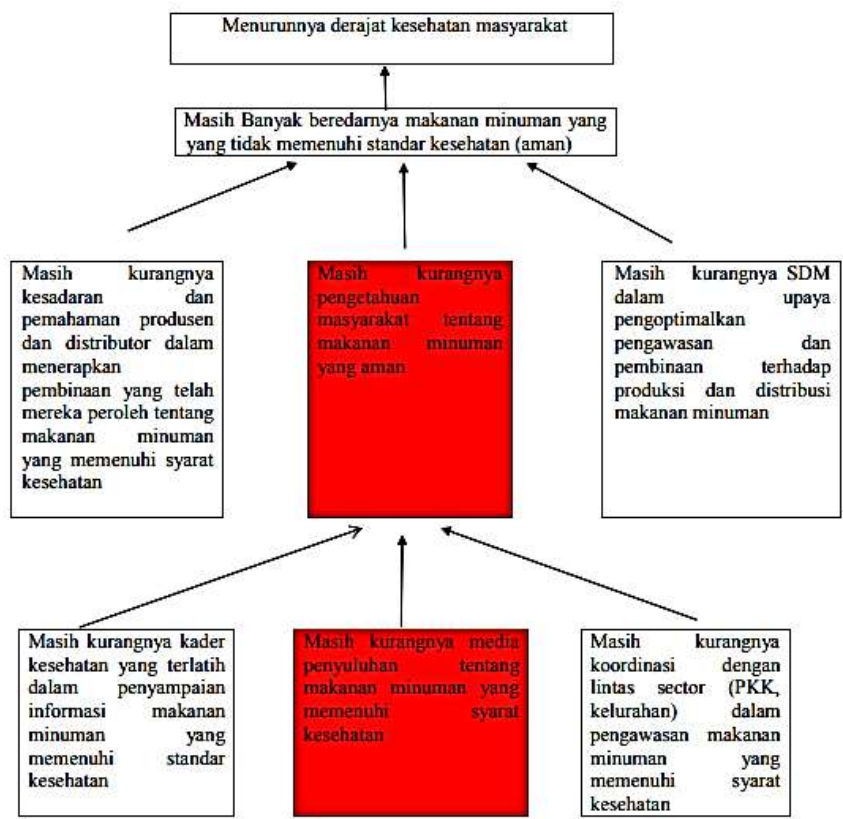 Menurunnya derajat kesehatan masyarakat
Masih Banyak beredarnya makanan minuman yang
yang tidak memenuhi standar kesehatan (aman)
Masih kurangnya
kesadaran dan
pemahaman produsen
dan distributor dalam
menerapkan
pembinaan yang telah
mereka peroleh tentang
makanan minuman
yang memenuhi syarat
kesehatan
Masih kurangnya
pengetahuan
masyarakat tentang
makanan minuman
yang aman
Masih kurangnya SDM
dalam upaya
pengoptimalkan
pengawasan dan
pembinaan terhadap
produksi dan distribusi
makanan minuman
Masih kurangnya kader
kesehatan yang terlatih
dalam penyampaian
informasi makanan
minuman yang
memenuhi standar
kesehatan
Masih kurangnya media
penyuluhan tentang
makanan minuman yang
memenuhi syarat
kesehatan
Masih kurangnya
koordinasi dengan
lintas sector (PKK,
kelurahan) dalam
pengawasan makanan
minuman yang
memenuhi syarat
kesehatan